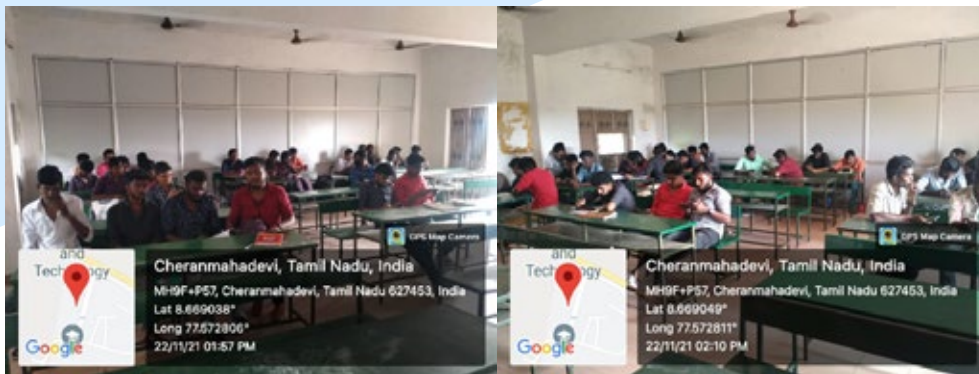 GPS Map Camera
and
Technology
Google
Cheranmahadevi, Tamil Nadu, India
MH9F+P57, Cheranmahadevi, Tamil Nadu 627453, India
Lat 8.669038°
Long 77.572806°
22/11/21 01:57 PM
GPS Map Camera
and
Technology
Google
Cheranmahadevi, Tamil Nadu, India
MH9F+P57, Cheranmahadevi, Tamil Nadu 627453, India
Lat 8.669049°
Long 77.572811°
22/11/21 02:10 PM